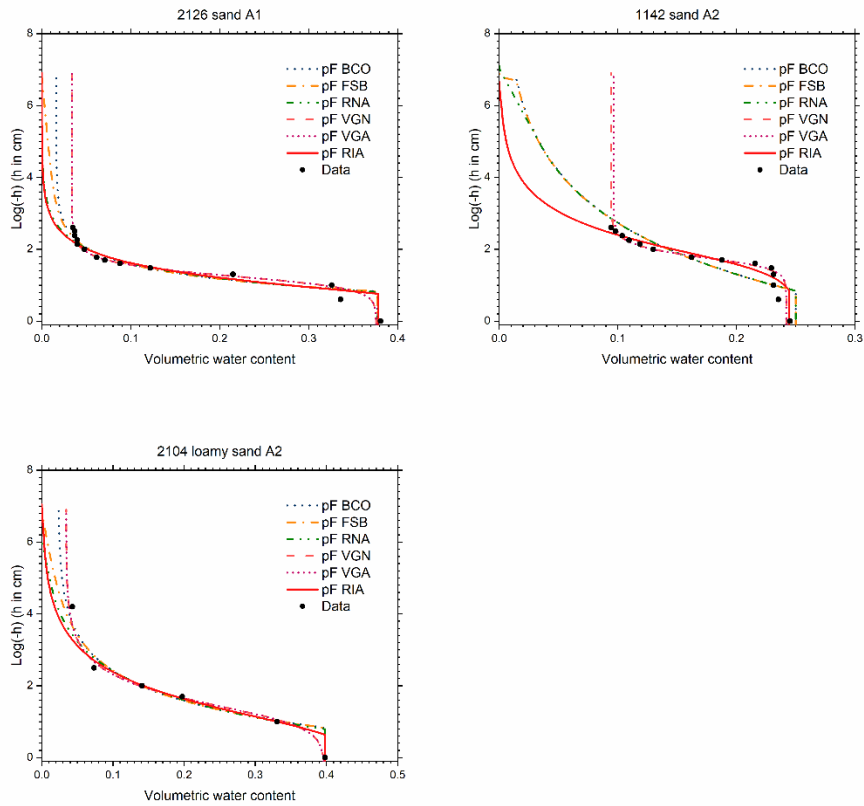 2126 sand A1
8
6
4
2
0
Log(-h) (h in cm)
pF BCO
pF FSB
pF RNA
pF VGN
pF VGA
pF RIA
Data
0.0 0.1 0.2 0.3 0.4
Volumetric water content
1142 sand A2
8
6
4
2
0
Log(-h) (h in cm)
pF BCO
pF FSB
pF RNA
pF VGN
pF VGA
pF RIA
Data
0.0 0.1 0.2 0.3
Volumetric water content
2104 loamy sand A2
8
6
4
2
0
Log(-h) (h in cm)
pF BCO
pF FSB
pF RNA
pF VGN
pF VGA
pF RIA
Data
0.0 0.1 0.2 0.3 0.4 0.5
Volumetric water content